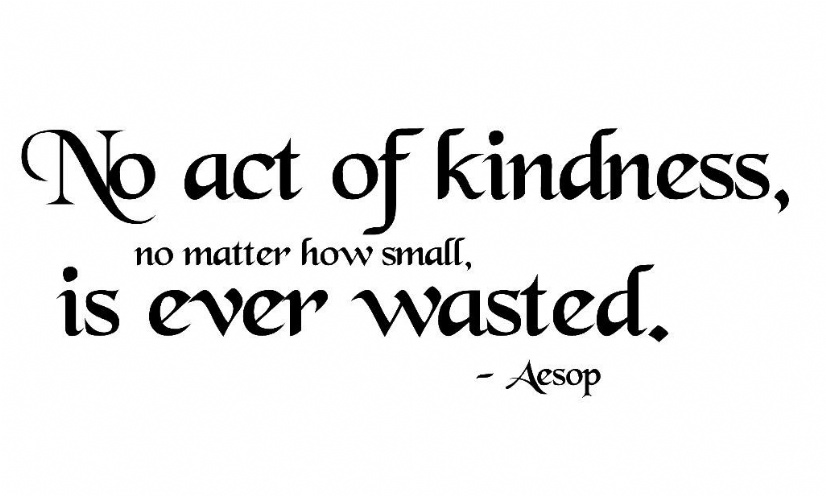 No act of kindness,
no matter how small,
is ever wasted.
- Aesop